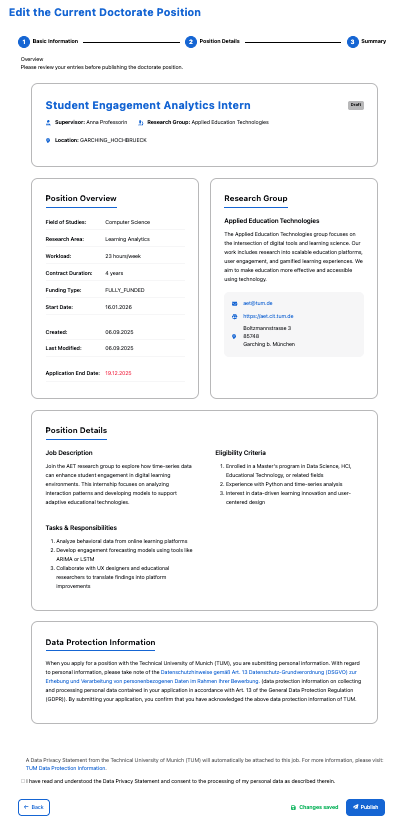 Edit the Current Doctorate Position
1 Basic Information 2 Position Details 3 Summary
Overview
Please review your entries before publishing the doctorate position.
Student Engagement Analytics Intern
Draft
Supervisor: Anna Professorin Research Group: Applied Education Technologies
Location: GARCHING_HOCHBRUECK
Position Overview
Field of Studies: Computer Science
Research Area: Learning Analytics
Workload: 23 hours/week
Contract Duration: 4 years
Funding Type: FULLY_FUNDED
Start Date: 16.01.2026
Created: 06.09.2025
Last Modified: 06.09.2025
Application End Date: 19.12.2025
Research Group
Applied Education Technologies
The Applied Education Technologies group focuses on
the intersection of digital tools and learning science. Our
work includes research into scalable education platforms,
user engagement, and gamified learning experiences. We
aim to make education more effective and accessible
using technology.
aet@tum.de
https://aet.cit.tum.de
Boltzmannstrasse 3
85748
Garching b. München
Position Details
Job Description
Join the AET research group to explore how time-series data
can enhance student engagement in digital learning
environments. This internship focuses on analyzing
interaction patterns and developing models to support
adaptive educational technologies.
Eligibility Criteria
1. Enrolled in a Master's program in Data Science, HCI,
Educational Technology, or related fields
2. Experience with Python and time-series analysis
3. Interest in data-driven learning innovation and user-
centered design
Tasks & Responsibilities
1. Analyze behavioral data from online learning platforms
2. Develop engagement forecasting models using tools like
ARIMA or LSTM
3. Collaborate with UX designers and educational
researchers to translate findings into platform
improvements
Data Protection Information
When you apply for a position with the Technical University of Munich (TUM), you are submitting personal information. With regard
to personal information, please take note of the Datenschutzhinweise gemäß Art. 13 Datenschutz-Grundverordnung (DSGVO) zur
Erhebung und Verarbeitung von personenbezogenen Daten im Rahmen Ihrer Bewerbung. (data protection information on collecting
and processing personal data contained in your application in accordance with Art. 13 of the General Data Protection Regulation
(GDPR)). By submitting your application, you confirm that you have acknowledged the above data protection information of TUM.
A Data Privacy Statement from the Technical University of Munich (TUM) will automatically be attached to this job. For more information, please visit
TUM Data Protection Information.
I have read and understood the Data Privacy Statement and consent to the processing of my personal data as described therein.
Back
Changes saved
Publish